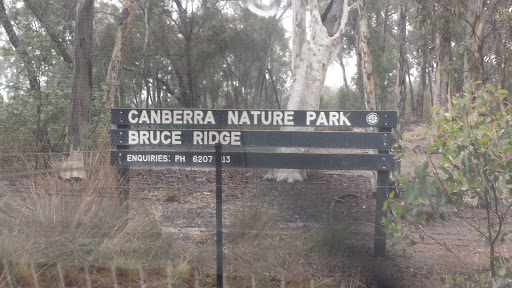 CANBERRA NATURE PARK
BRUCE RIDGE
ENQUIRIES: PH 6207